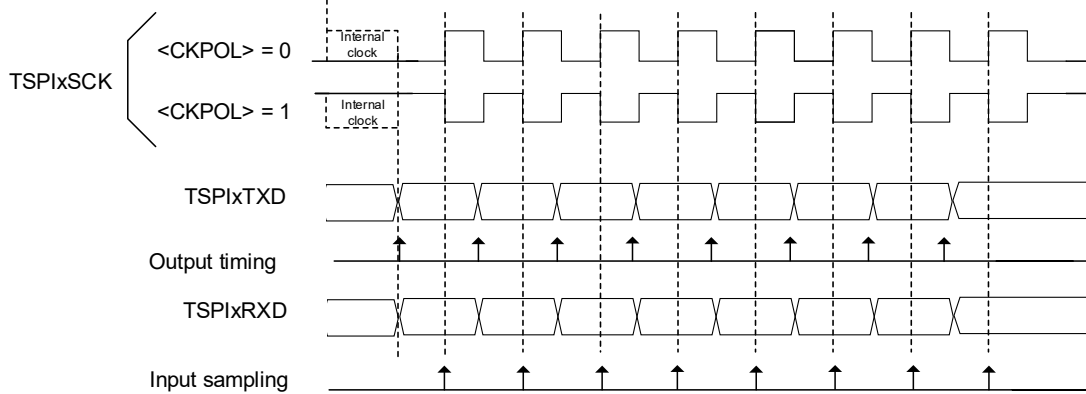 Internal
clock
<CKPOL> = 0
TSPIxSCK
<CKPOL> = 1
Internal
clock
TSPIxTXD
Output timing
TSPIxRXD
Input sampling